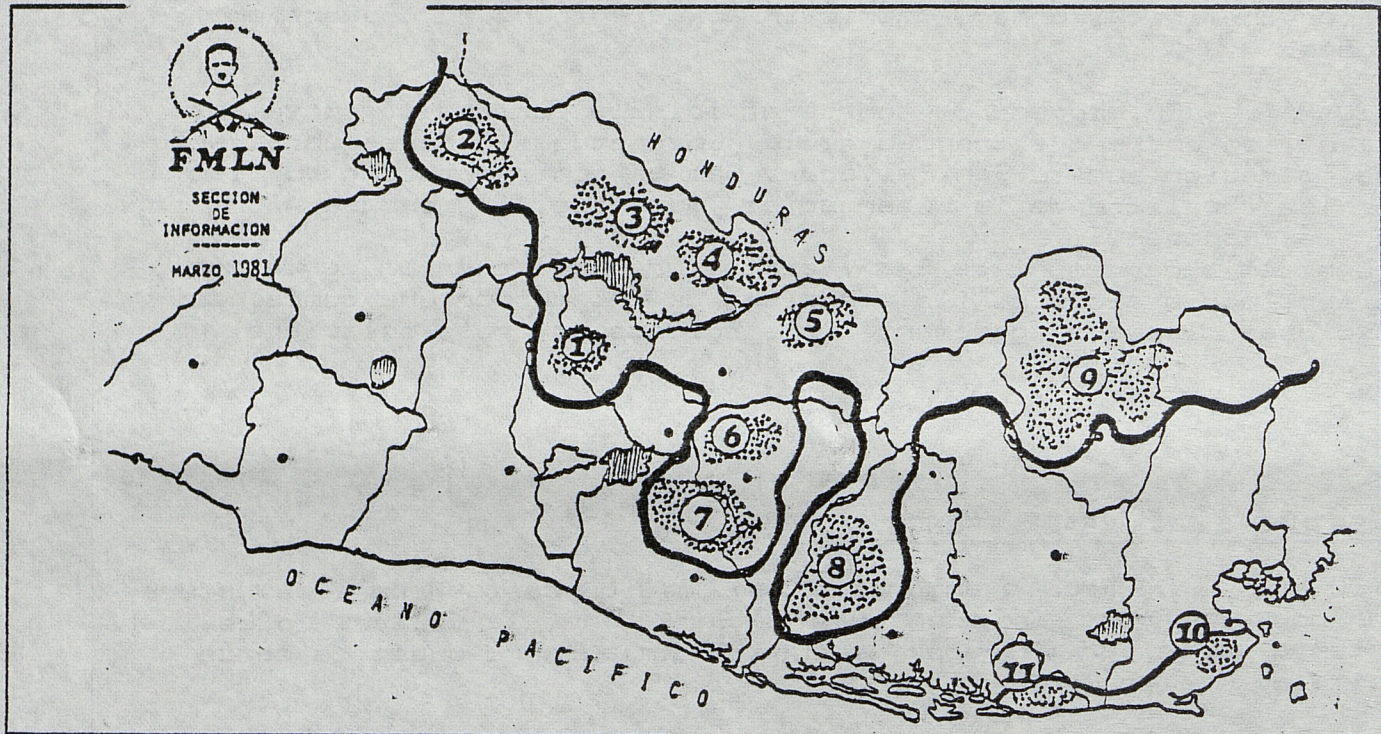 FMLN
SECCION
DE
INFORMACION
MARZO 1981
HONDURAS
OCEANO PACIFICO
2
3
4
5
1
9
6
7
8
10
11